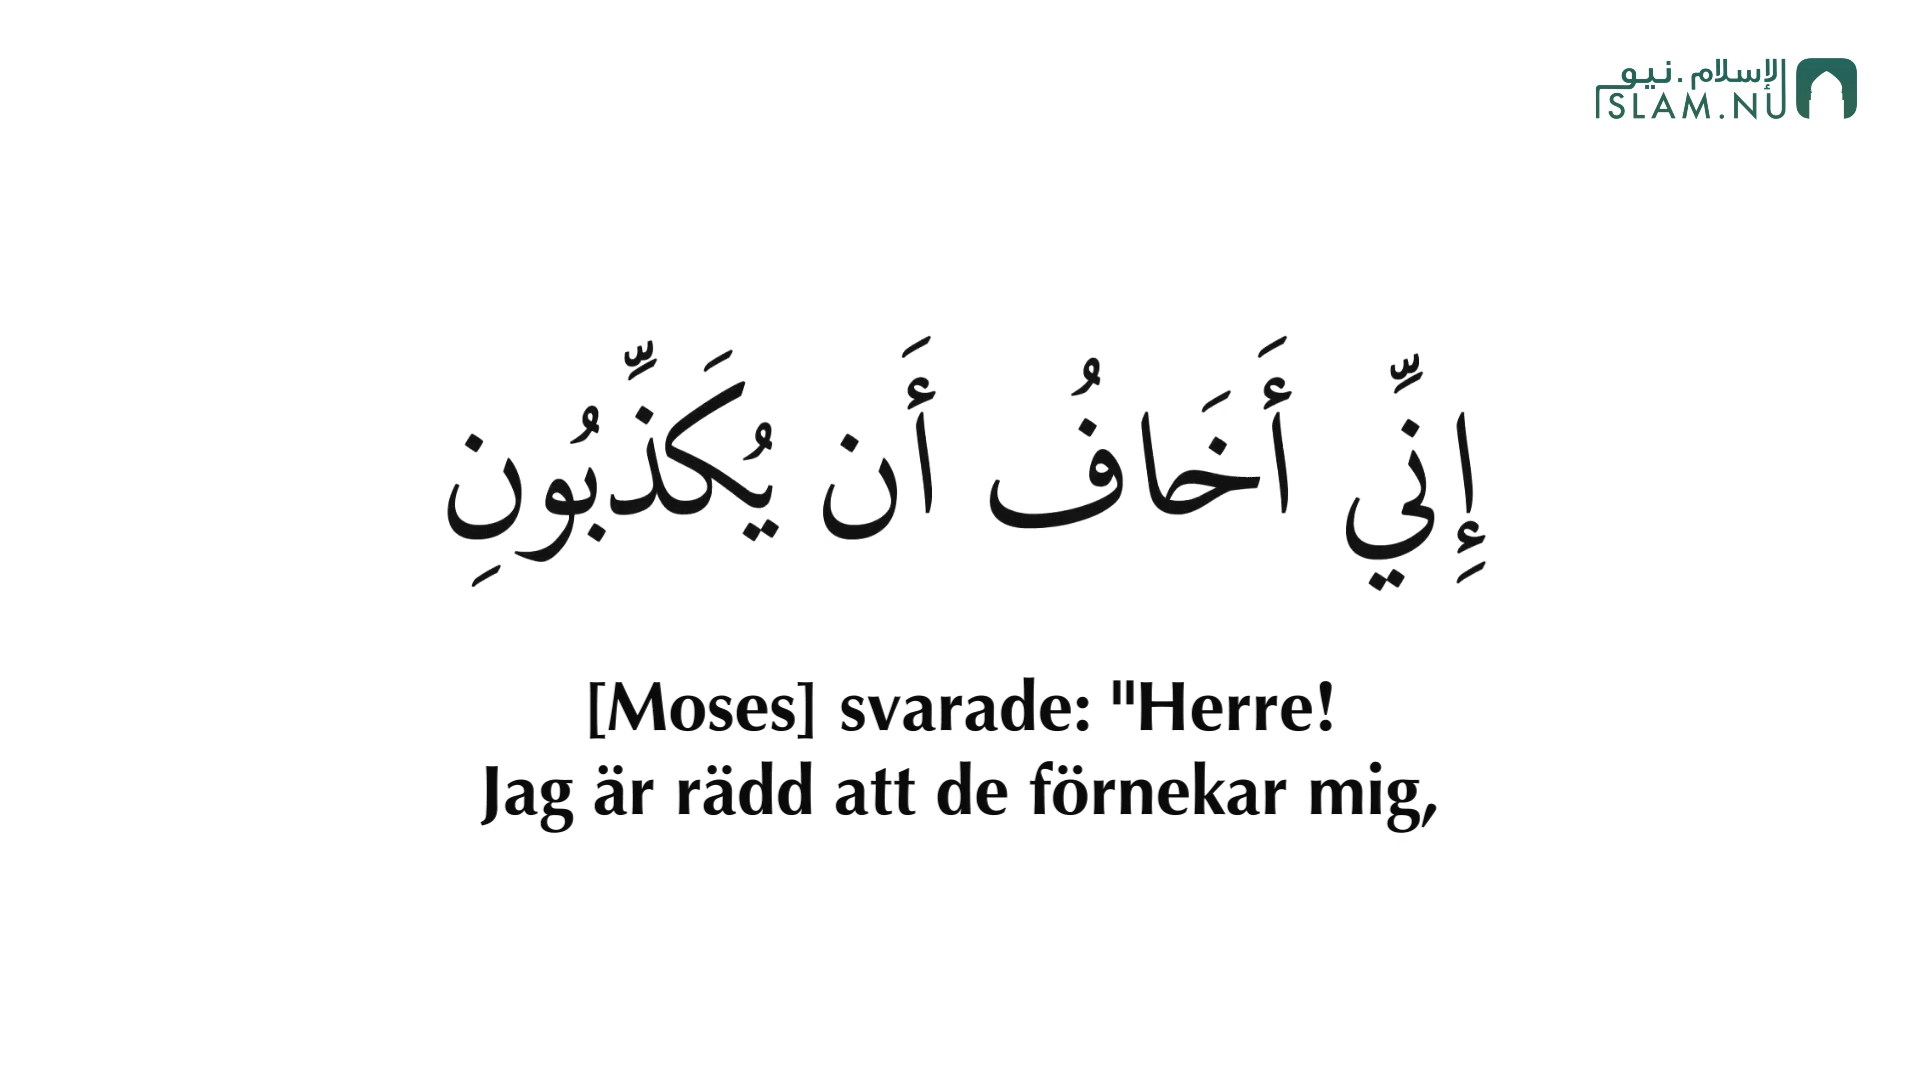 الإسلام.نيو
ISLAM.NU
إِنِّي أَخَافُ أَن يُكَذِّبُونِ
[Moses] svarade: "Herre!
Jag är rädd att de förnekar mig,